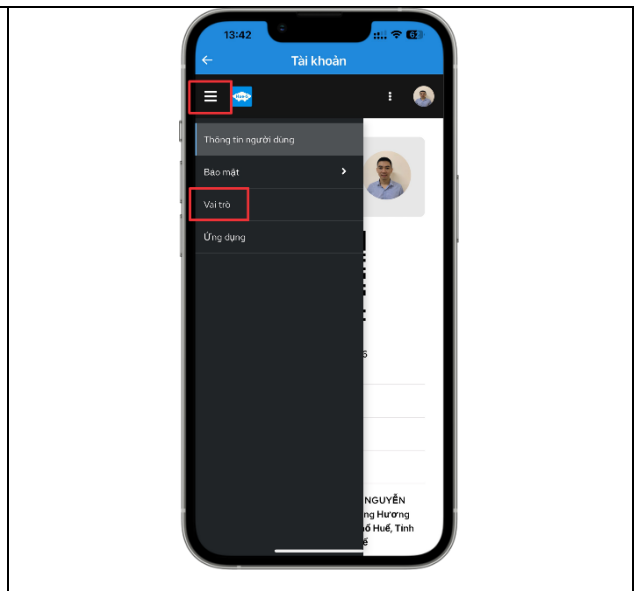 13:42
Tài khoản
Thông tin người dùng
Bảo mật
Vai trò
Ứng dụng
5
NGUYỄN
ng Hương
ố Huế, Tỉnh
ế